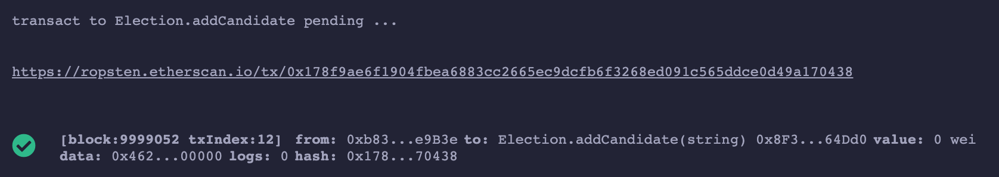 transact to Election.addCandidate pending ...
https://ropsten.etherscan.io/tx/0x178f9ae6f1904fbea6883cc2665ec9dcfb6f3268ed091c565ddce0d49a170438
[block:9999052 txIndex:12] from: 0xb83...e9B3e to: Election.addCandidate(string) 0x8F3...64Dd0 value: 0 wei
data: 0x462...00000 logs: 0 hash: 0x178...70438